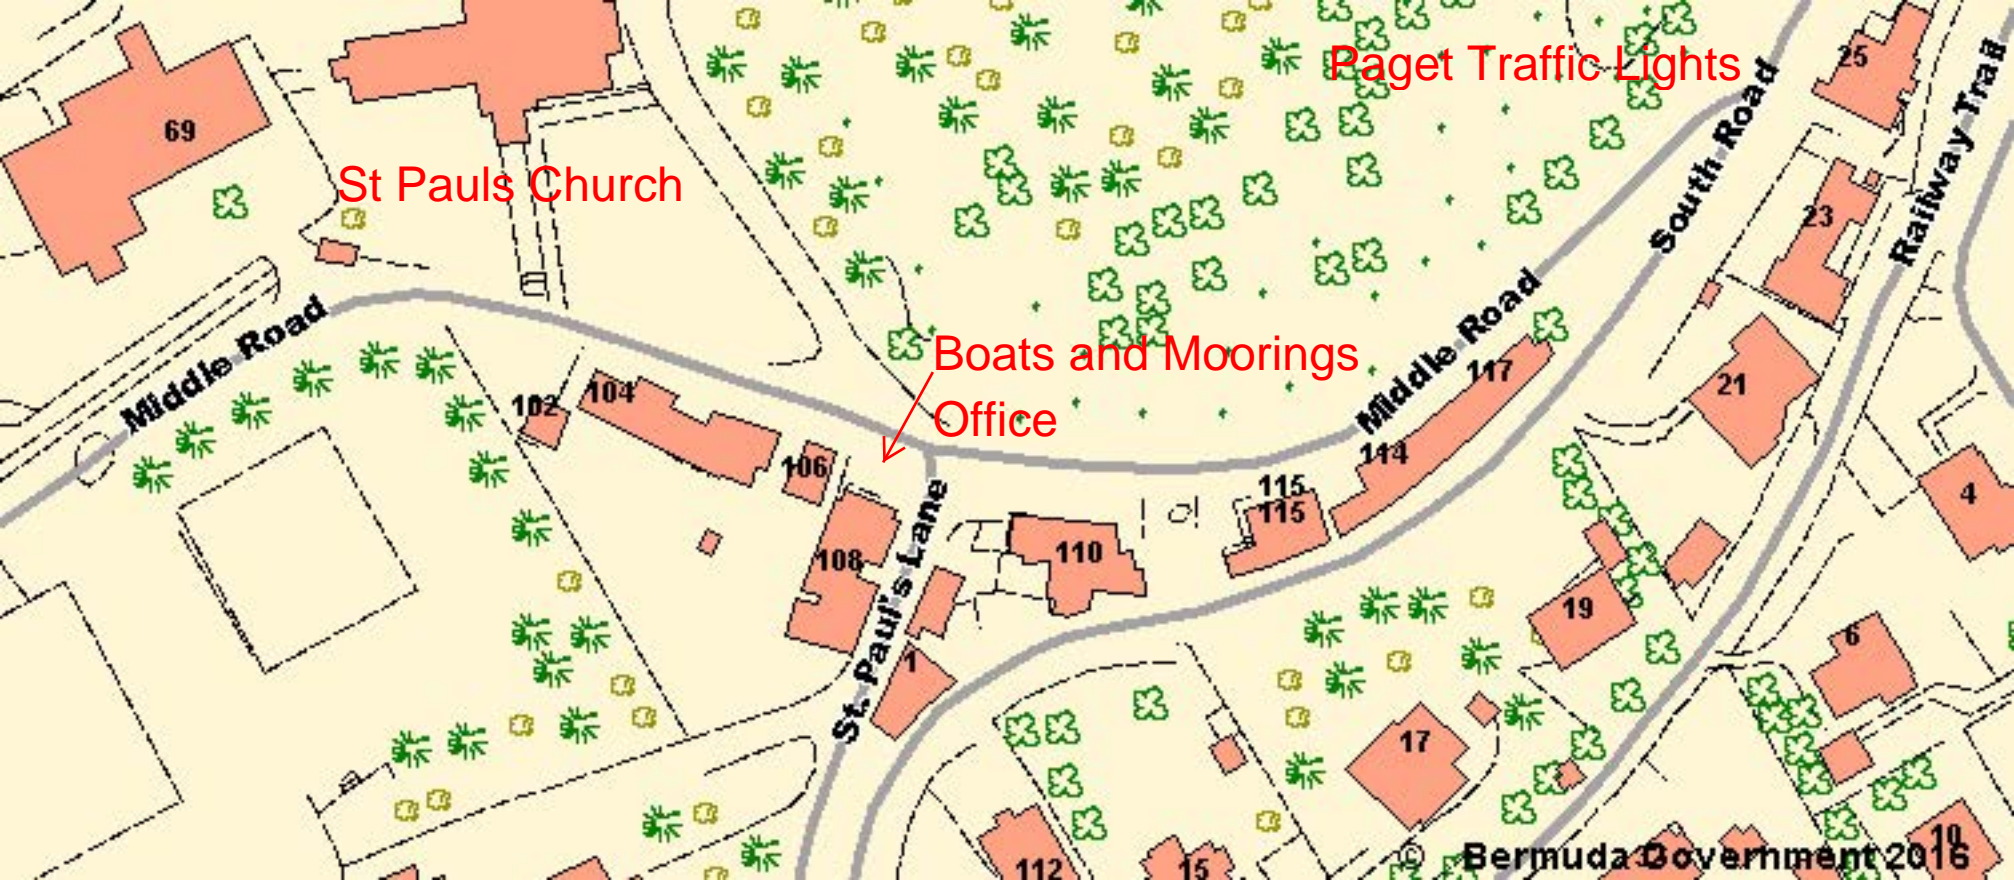 25
Paget Traffic Lights
69
St Pauls Church
South Road
Railway Trail
23
Middle Road
Middle Road
Boats and Moorings
Office
117
21
102
104
106
114
115
115
4
108
110
St. Paul's Lane
19
6
1
17
112
15
10
© Bermuda Government 2016